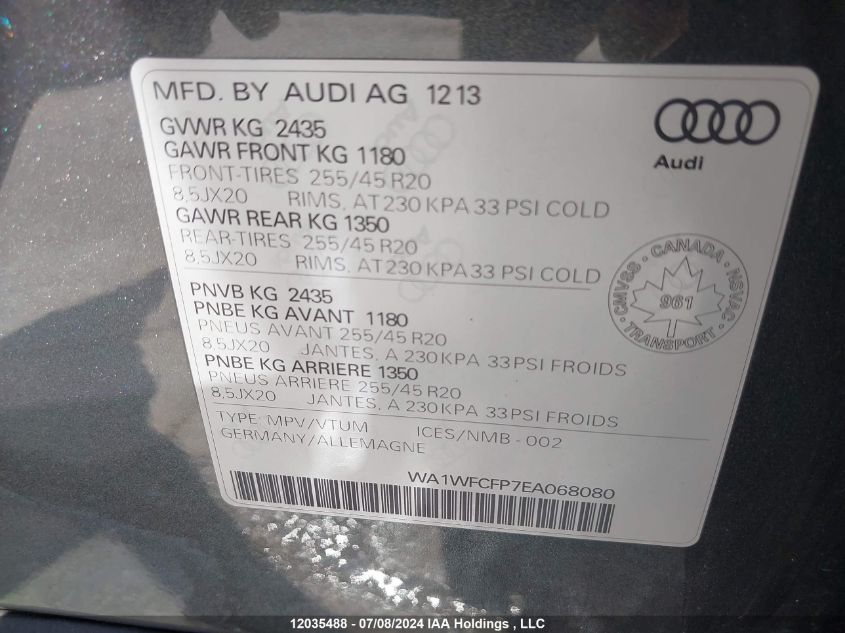 MFD. BY AUDI AG 1213
Audi
GVWR KG 2435
GAWR FRONT KG 1180
FRONT-TIRES 255/45 R20
8,5JX20 RIMS, AT 230 KPA 33 PSI COLD
GAWR REAR KG 1350
REAR-TIRES 255/45 R20
8,5JX20 RIMS, AT 230 KPA 33 PSI COLD
CMVSS - CANADA - NSVAC
961
TRANSPORT
PNVB KG 2435
PNBE KG AVANT 1180
PNEUS AVANT 255/45 R20
8,5JX20 JANTES, A 230 KPA 33PSI FROIDS
PNBE KG ARRIERE 1350
PNEUS ARRIERE 255/45 R20
8,5JX20 JANTES, A 230 KPA 33 PSI FROIDS
TYPE: MPV/VTUM ICES/NMB - 002
GERMANY/ALLEMAGNE
WA1WFCFP7EA068080
12035488 - 07/08/2024 IAA Holdings , LLC